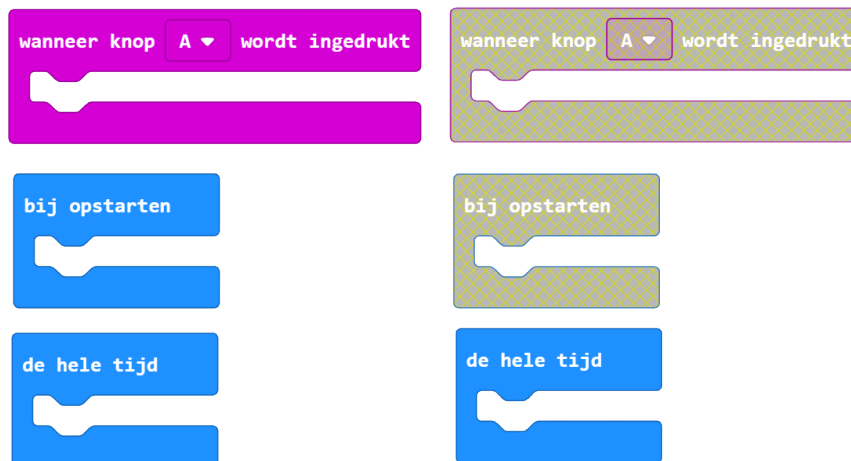 wanneer knop A wordt ingedrukt
wanneer knop A wordt ingedrukt
bij opstarten
bij opstarten
de hele tijd
de hele tijd